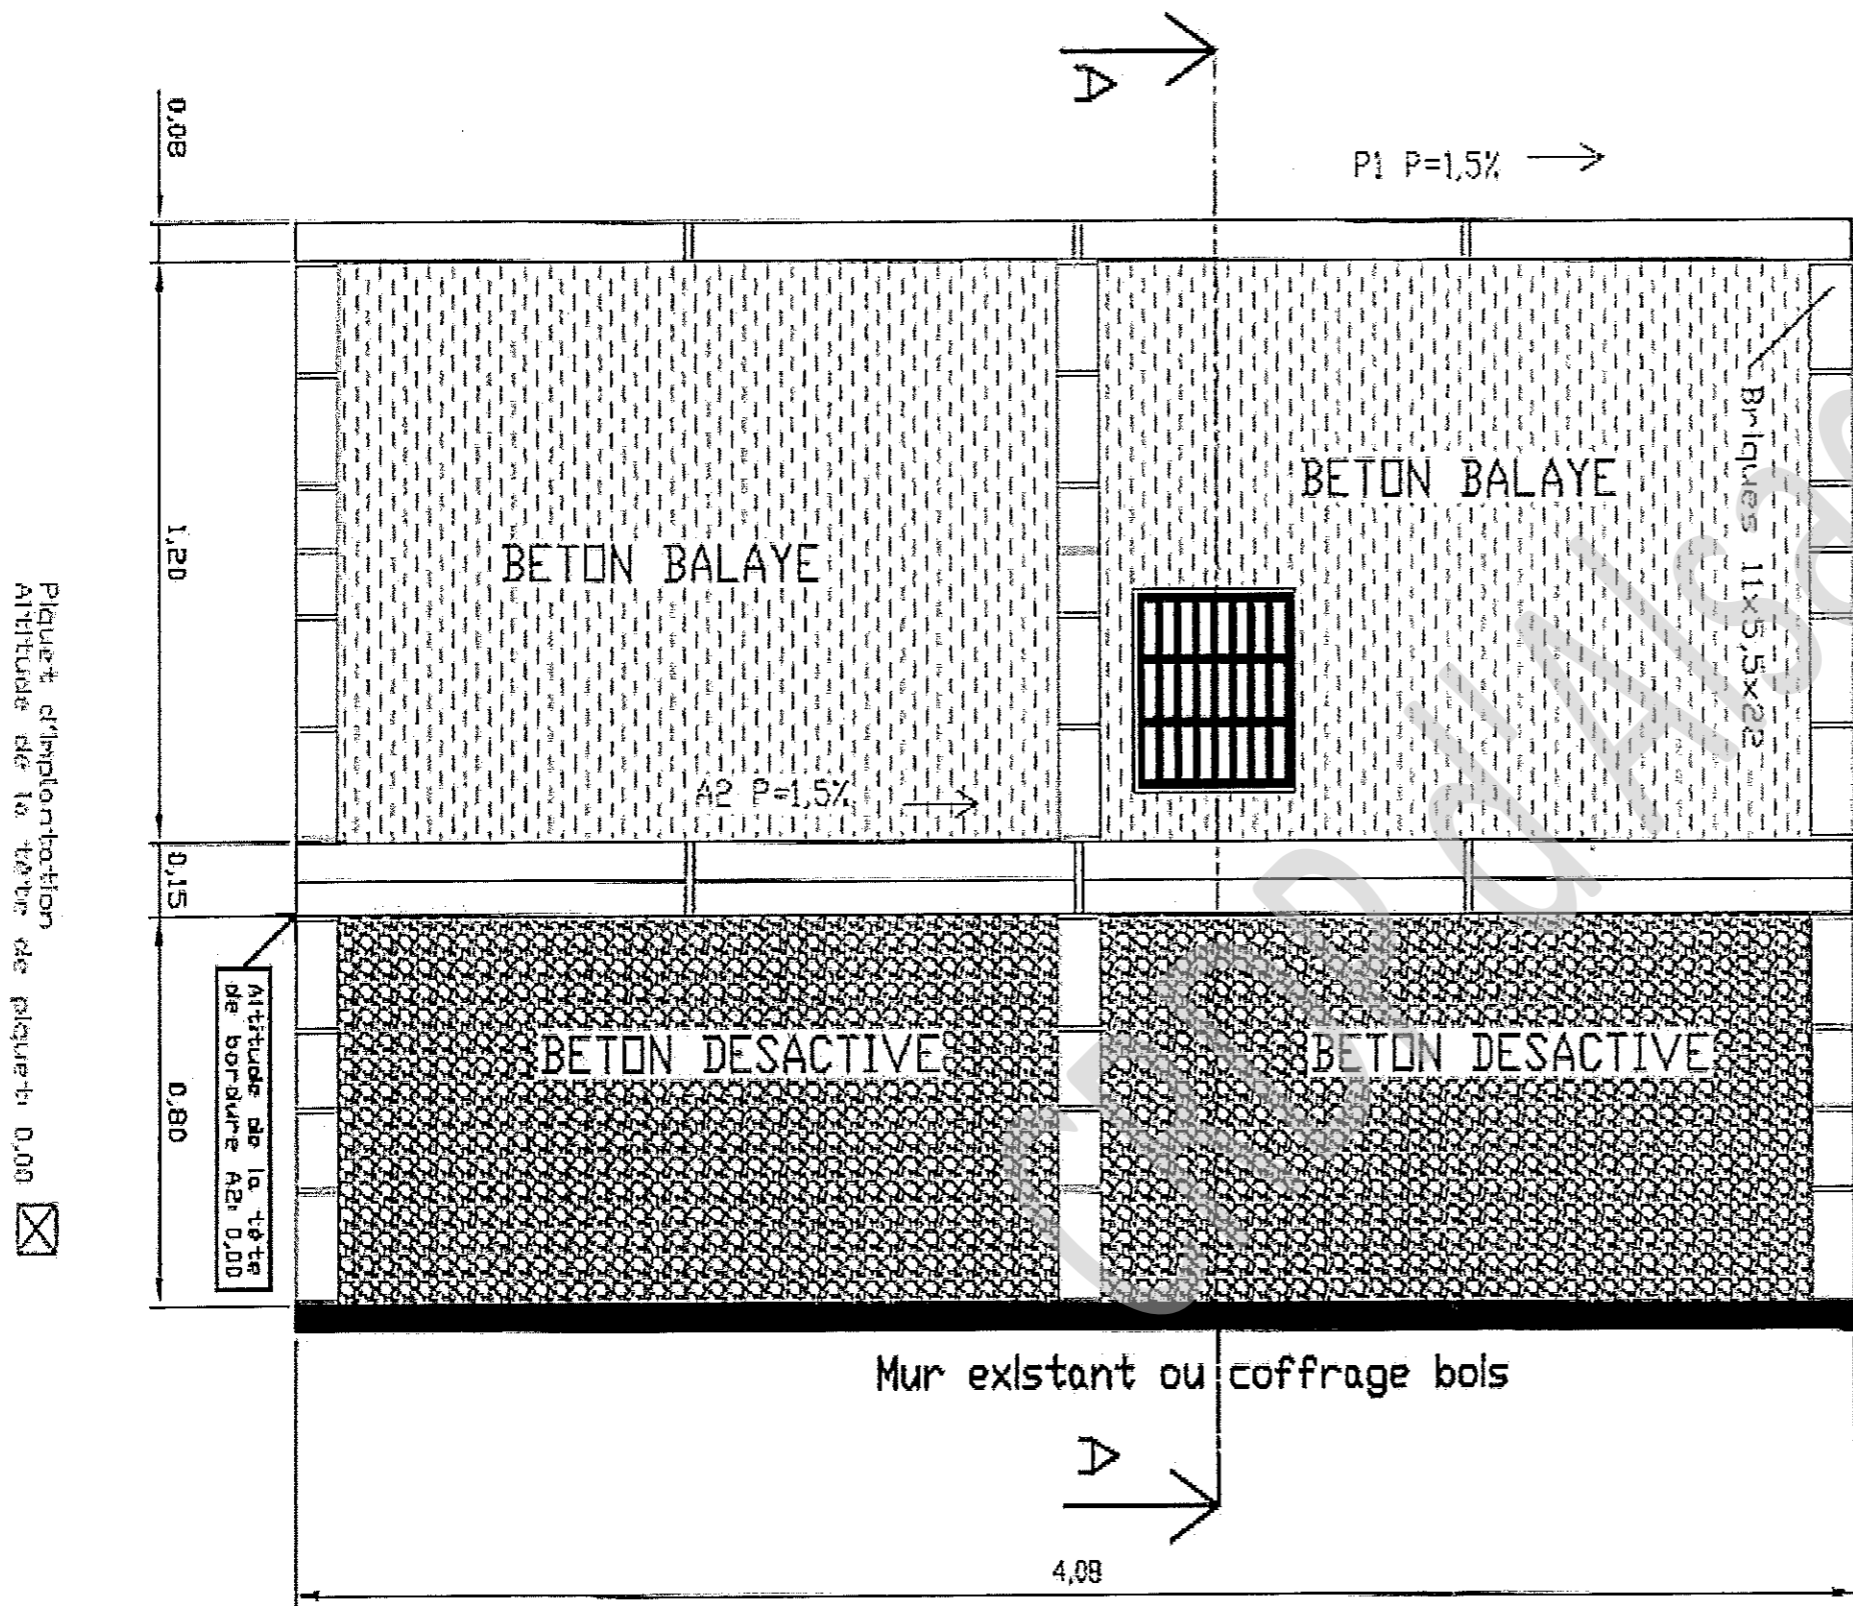 A
P1 P=1,5%
0,08
Briques 11x5,5x22
BETON BALAYE
BETON BALAYE
1,20
A2 P=1,5%
0,15
Piquet d'implantation
Altitude de la tête de piquet: 0,00
Altitude de la tête
de bordure A2: 0,00
BETON DESACTIVE
BETON DESACTIVE
0,80
Mur existant ou coffrage bois
A
4,08